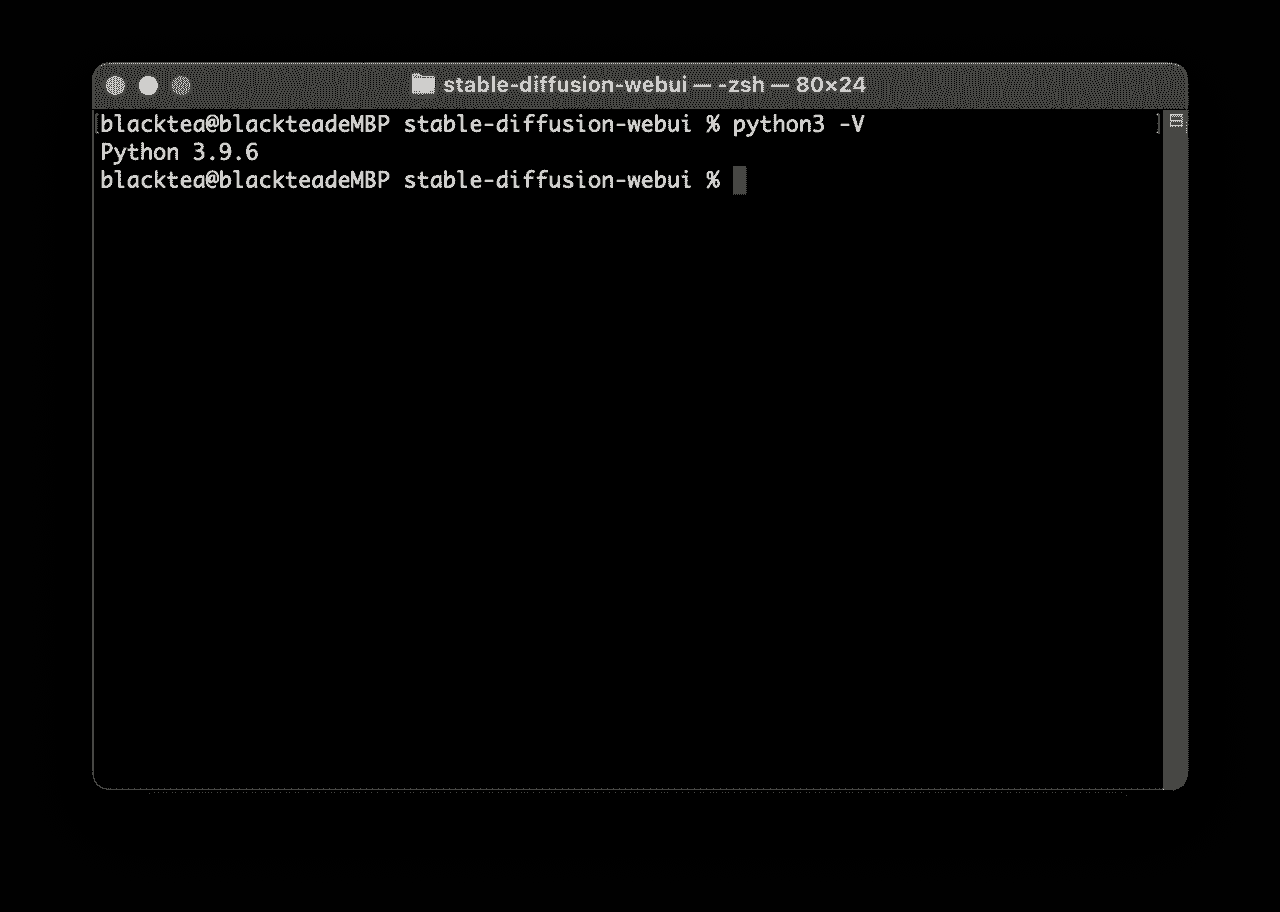 stable-diffusion-webui — -zsh — 80×24
[blacktea@blackteadeMBP stable-diffusion-webui % python3 -V ]
Python 3.9.6
blacktea@blackteadeMBP stable-diffusion-webui %